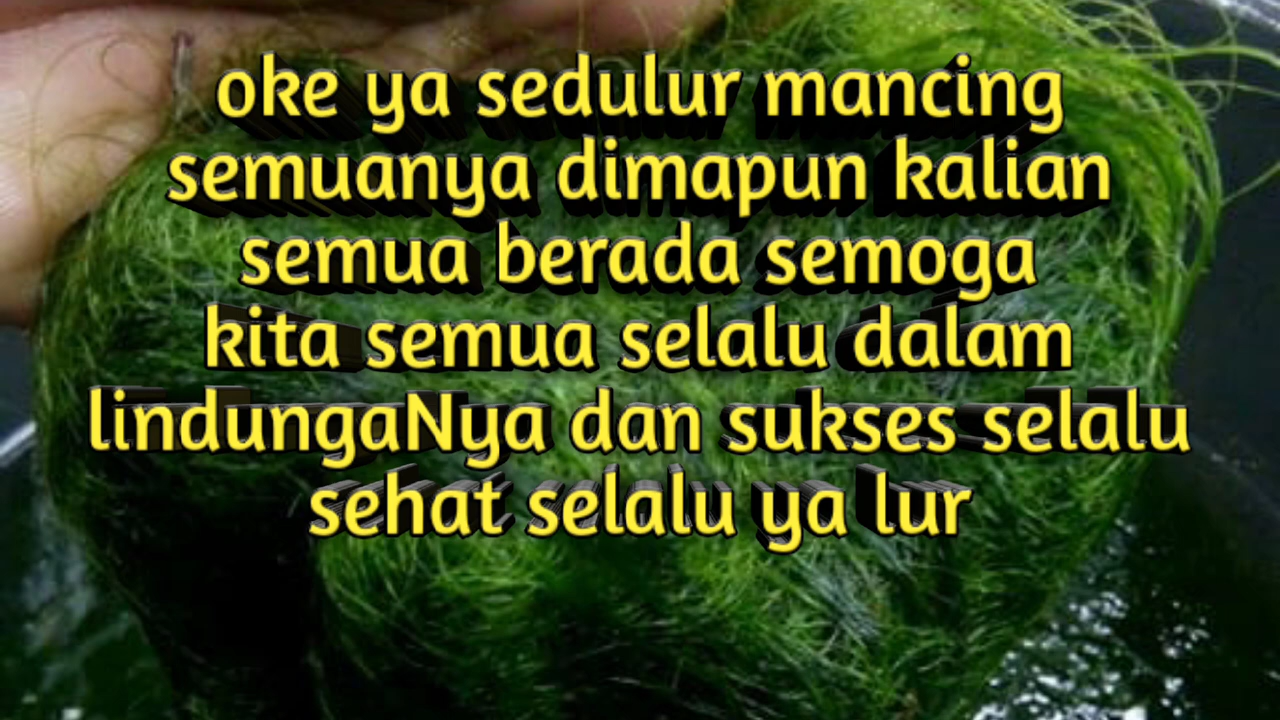 oke ya sedulur mancing
semuanya dimapun kalian
semua berada semoga
kita semua selalu dalam
lindungaNya dan sukses selalu
sehat selalu ya lur